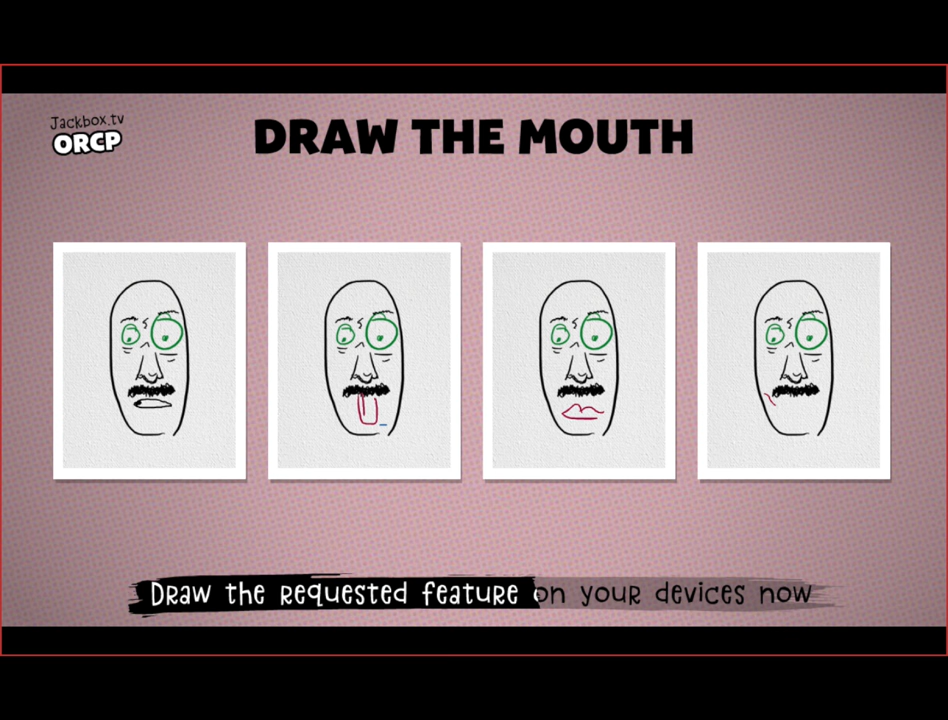 Jackbox.tv
ORCP
DRAW THE MOUTH
Draw the requested feature on your devices now